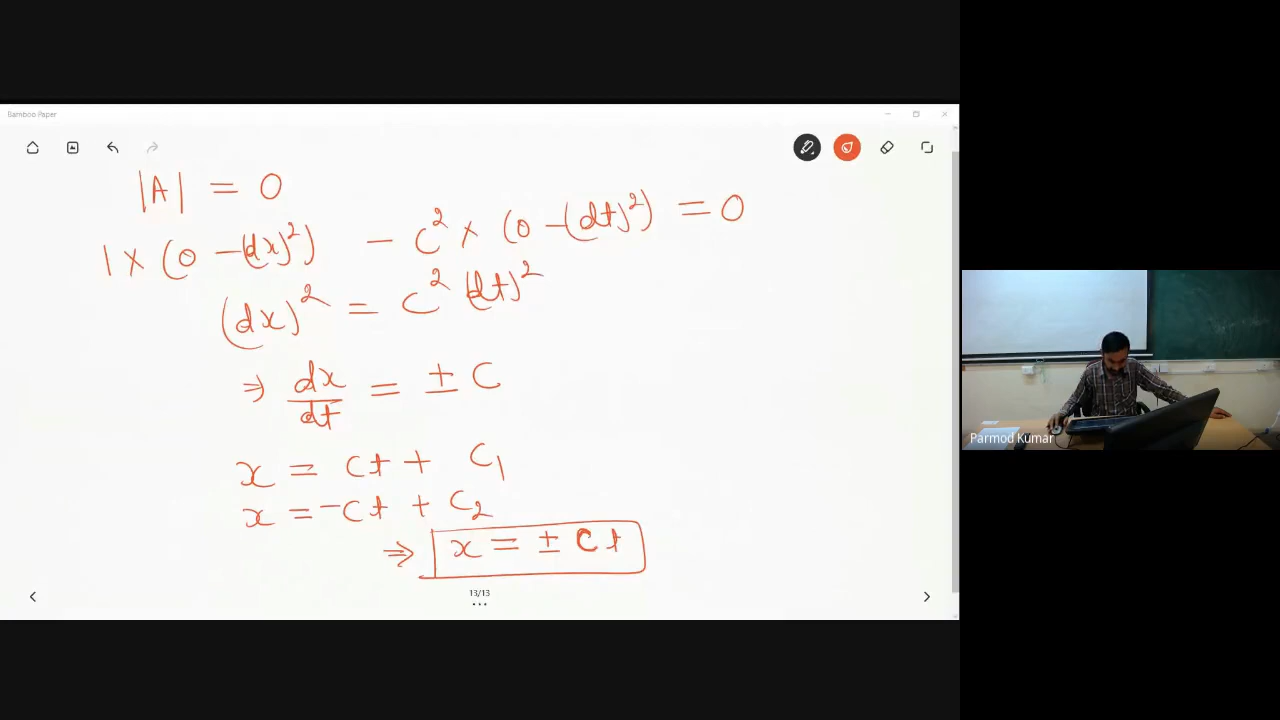 Bamboo Paper
|A| = 0
1 × (0 - (dx)²) - c² × (0 - (dt)²) = 0
(dx)² = c² (dt)²
⇒ dx/dt = ± c
x = ct + c₁
x = -ct + c₂
⇒ x = ± ct
13/13
Parmod Kumar